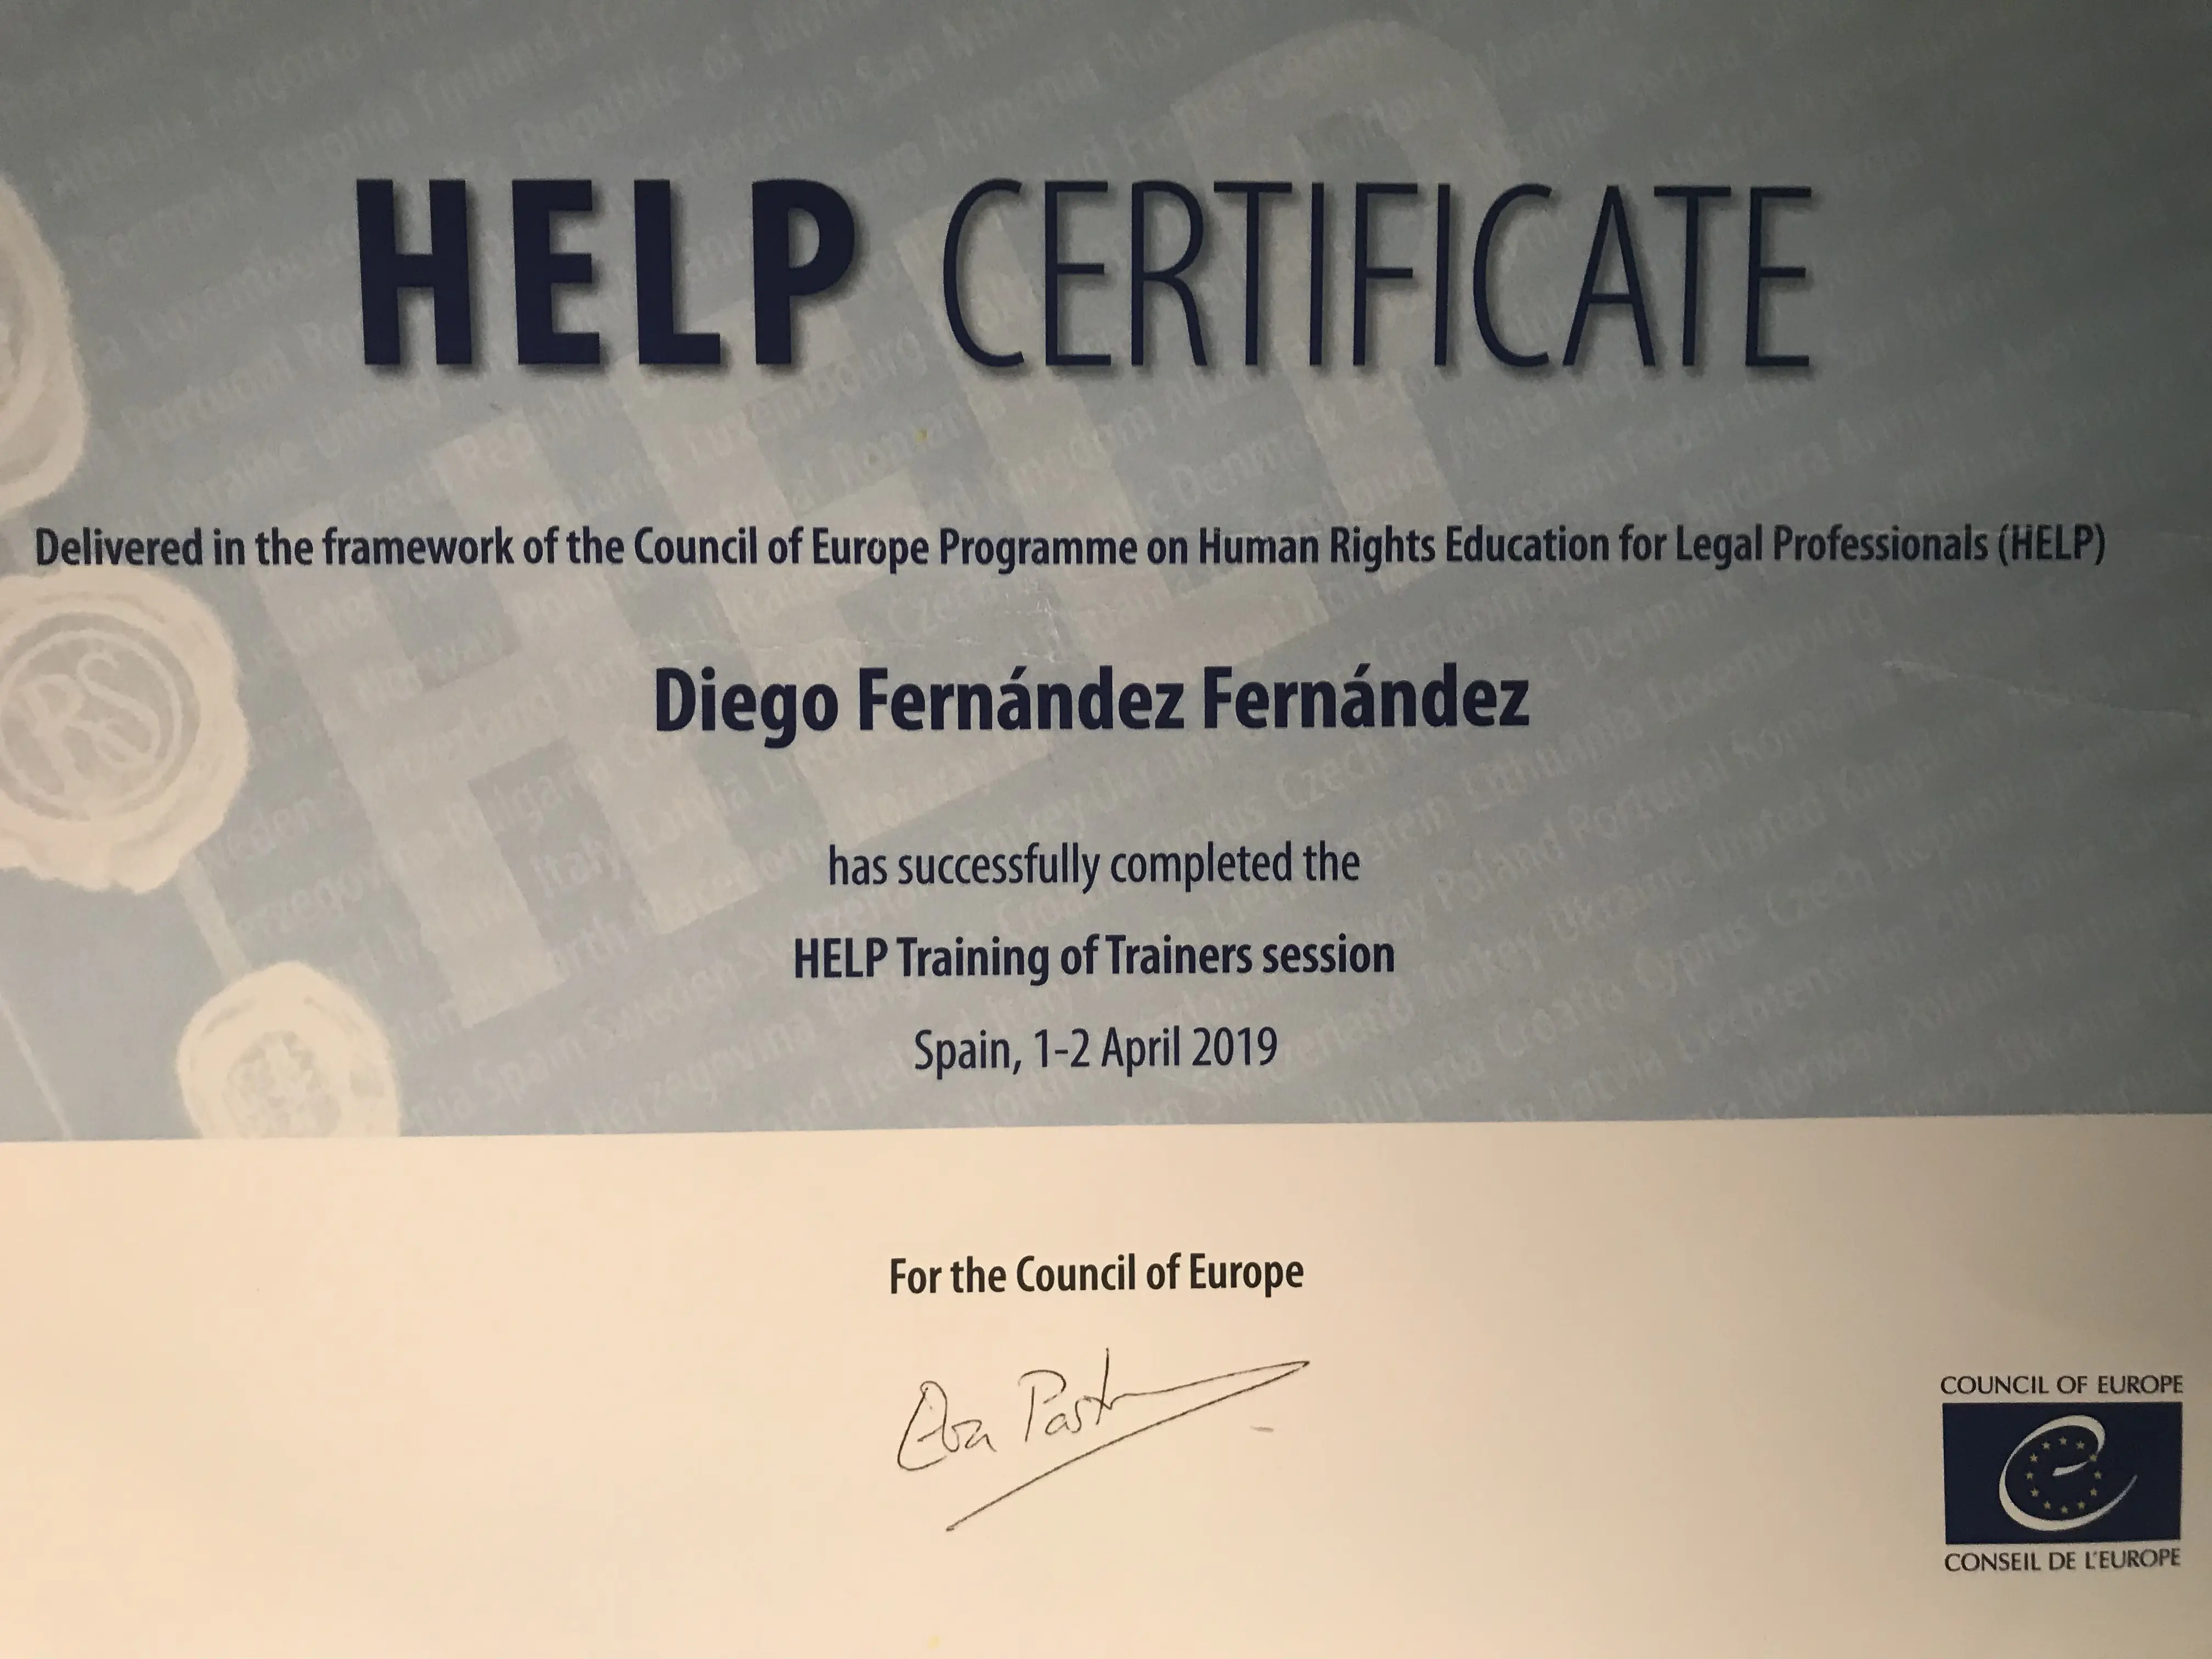 HELP CERTIFICATE
Delivered in the framework of the Council of Europe Programme on Human Rights Education for Legal Professionals (HELP)
Diego Fernández Fernández
has successfully completed the
HELP Training of Trainers session
Spain, 1-2 April 2019
For the Council of Europe
COUNCIL OF EUROPE
CONSEIL DE L'EUROPE